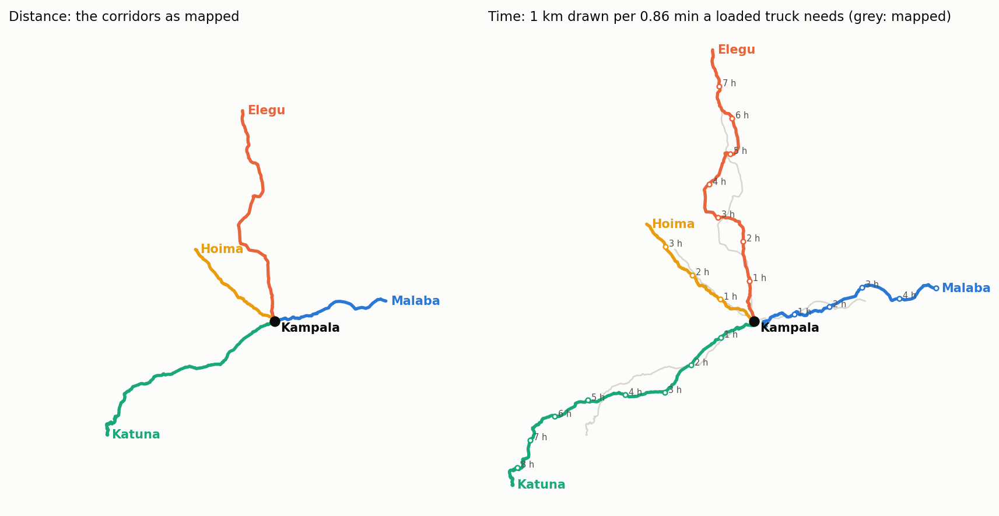 Distance: the corridors as mapped
Elegu
Hoima
Malaba
Kampala
Katuna
Time: 1 km drawn per 0.86 min a loaded truck needs (grey: mapped)
Elegu
7 h
6 h
5 h
4 h
3 h
2 h
1 h
Hoima
3 h
2 h
1 h
Malaba
4 h
3 h
2 h
1 h
Kampala
1 h
2 h
3 h
4 h
5 h
6 h
7 h
8 h
Katuna